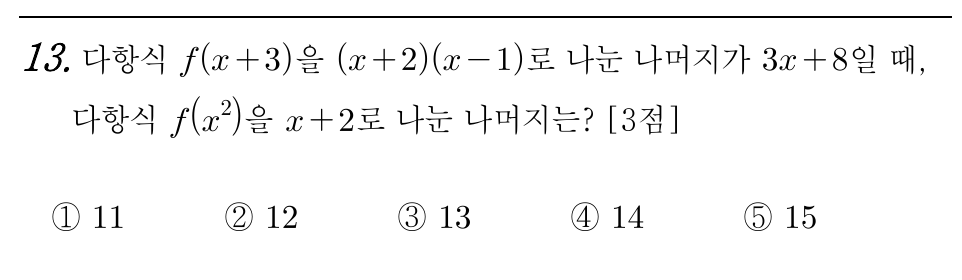 13. 다항식 f(x+3)을 (x+2)(x-1)로 나눈 나머지가 3x+8일 때,
다항식 f(x²)을 x+2로 나눈 나머지는? [3점]
① 11 ② 12 ③ 13 ④ 14 ⑤ 15